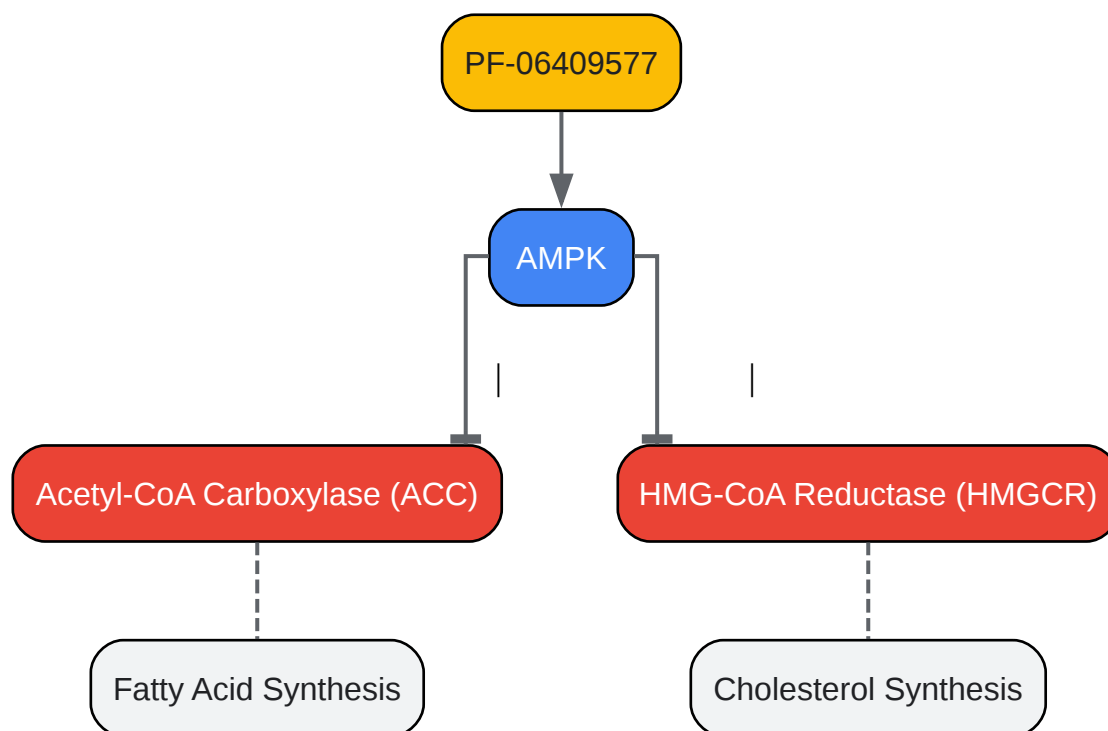 PF-06409577
AMPK
|
|
Acetyl-CoA Carboxylase (ACC)
HMG-CoA Reductase (HMGCR)
Fatty Acid Synthesis
Cholesterol Synthesis